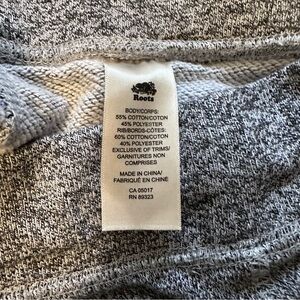 Roots
BODY/CORPS:
55% COTTON/COTON
45% POLYESTER
RIB/BORDS-CÔTES:
60% COTTON/COTON
40% POLYESTER
EXCLUSIVE OF TRIMS/
GARNITURES NON
COMPRISES
MADE IN CHINA/
FABRIQUÉ EN CHINE
CA 05017
RN 89323